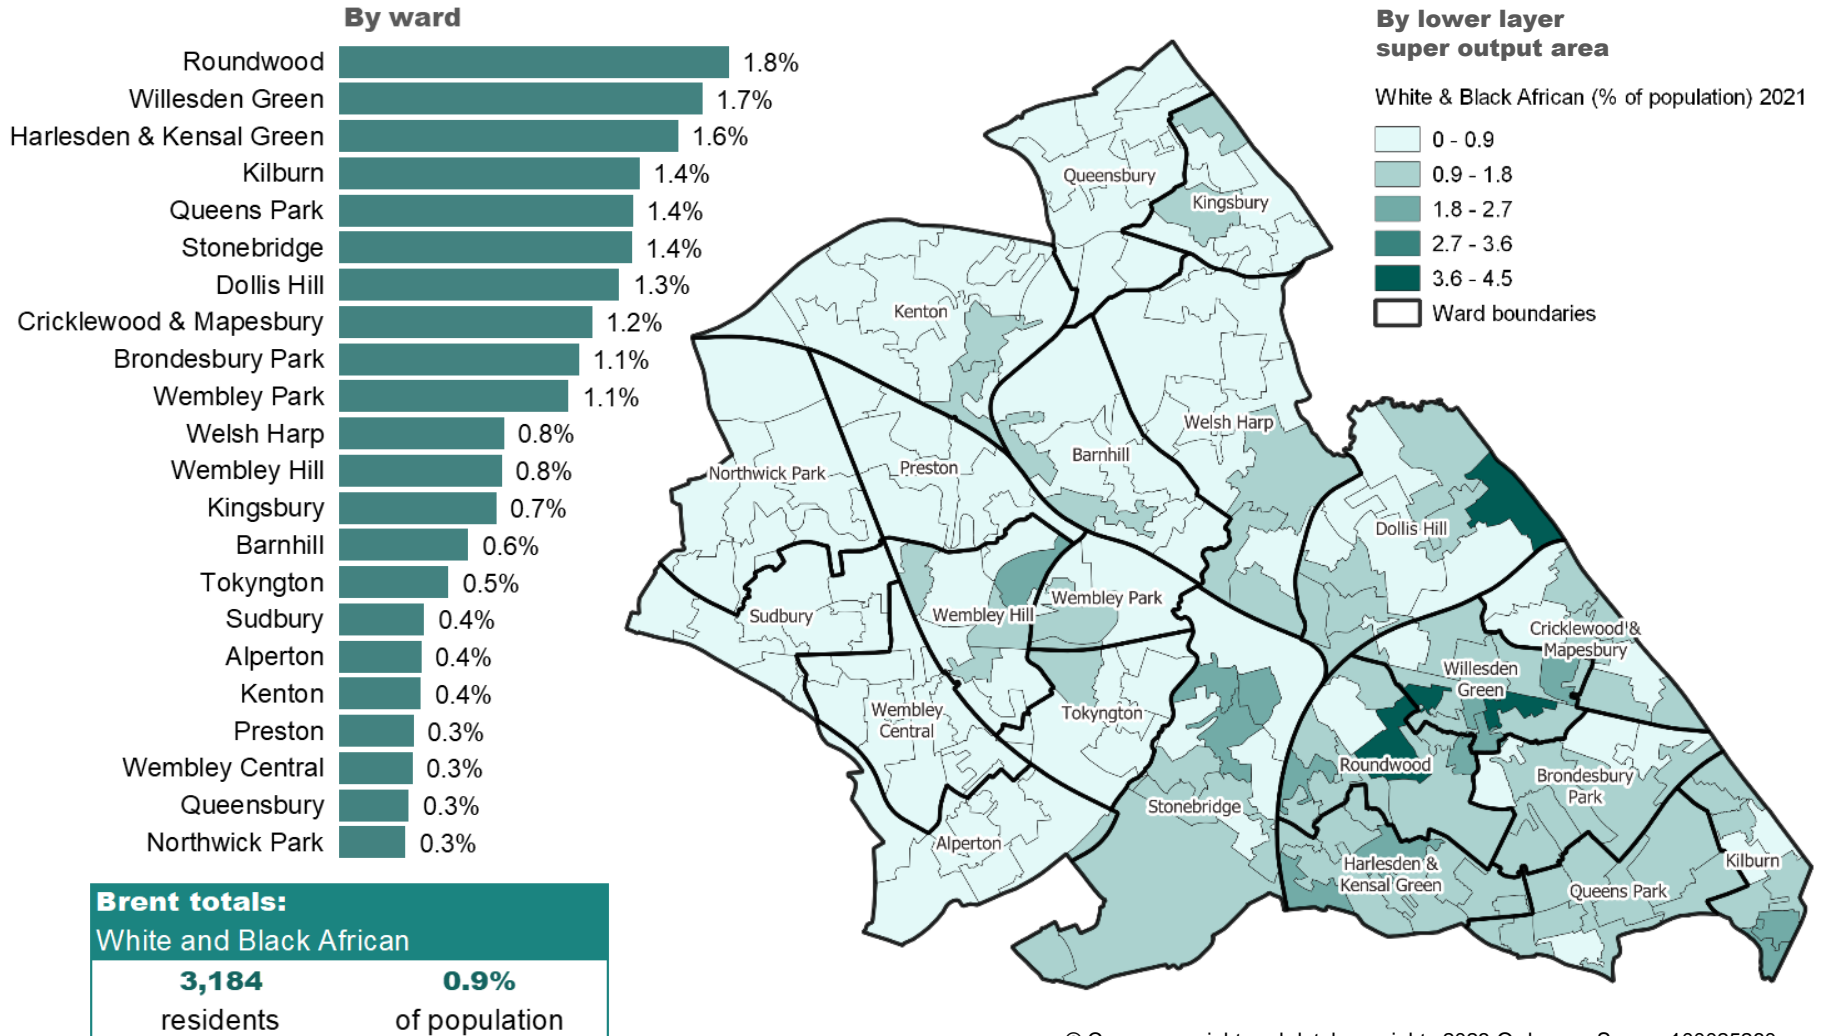 By ward
Roundwood 1.8%
Willesden Green 1.7%
Harlesden & Kensal Green 1.6%
Kilburn 1.4%
Queens Park 1.4%
Stonebridge 1.4%
Dollis Hill 1.3%
Cricklewood & Mapesbury 1.2%
Brondesbury Park 1.1%
Wembley Park 1.1%
Welsh Harp 0.8%
Wembley Hill 0.8%
Kingsbury 0.7%
Barnhill 0.6%
Tokyngton 0.5%
Sudbury 0.4%
Alperton 0.4%
Kenton 0.4%
Preston 0.3%
Wembley Central 0.3%
Queensbury 0.3%
Northwick Park 0.3%
Brent totals:
White and Black African
3,184 0.9%
residents of population
By lower layer
super output area
White & Black African (% of population) 2021
0 - 0.9
0.9 - 1.8
1.8 - 2.7
2.7 - 3.6
3.6 - 4.5
Ward boundaries
Queensbury
Kingsbury
Kenton
Welsh Harp
Barnhill
Preston
Northwick Park
Dollis Hill
Wembley Park
Wembley Hill
Sudbury
Cricklewood &
Mapesbury
Willesden
Green
Wembley
Central
Tokyngton
Roundwood
Brondesbury
Park
Stonebridge
Alperton
Harlesden &
Kensal Green
Queens Park
Kilburn